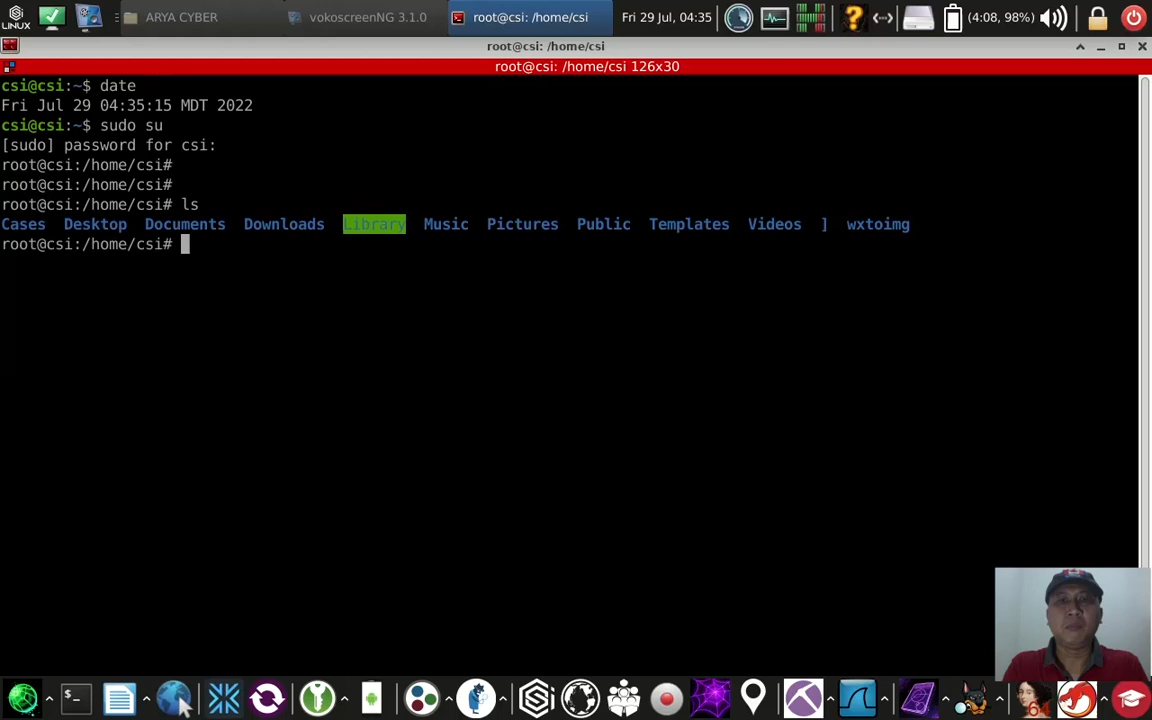 LINUX
ARYA CYBER
vokoscreenNG 3.1.0
root@csi: /home/csi
Fri 29 Jul, 04:35
(4:08, 98%)
root@csi: /home/csi
root@csi: /home/csi 126x30
csi@csi:~$ date
Fri Jul 29 04:35:15 MDT 2022
csi@csi:~$ sudo su
[sudo] password for csi:
root@csi:/home/csi#
root@csi:/home/csi#
root@csi:/home/csi# ls
Cases Desktop Documents Downloads Library Music Pictures Public Templates Videos ] wxtoimg
root@csi:/home/csi#